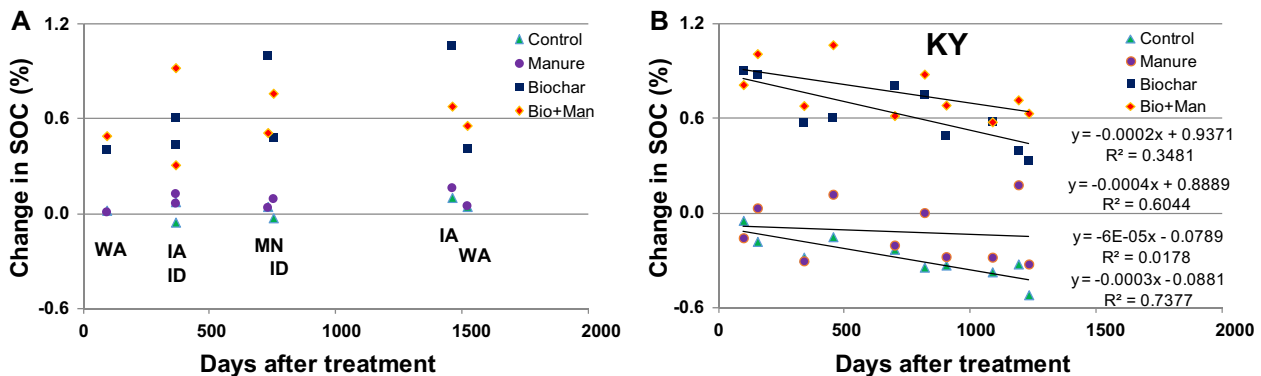 A
1.2
0.6
0.0
-0.6
Change in SOC (%)
Control
Manure
Biochar
Bio+Man
WA
IA
ID
MN
ID
IA
WA
0
500
1000
1500
2000
Days after treatment
B
KY
1.2
0.6
0.0
-0.6
Change in SOC (%)
Control
Manure
Biochar
Bio+Man
y = -0.0002x + 0.9371
R² = 0.3481
y = -0.0004x + 0.8889
R² = 0.6044
y = -6E-05x - 0.0789
R² = 0.0178
y = -0.0003x - 0.0881
R² = 0.7377
0
500
1000
1500
2000
Days after treatment